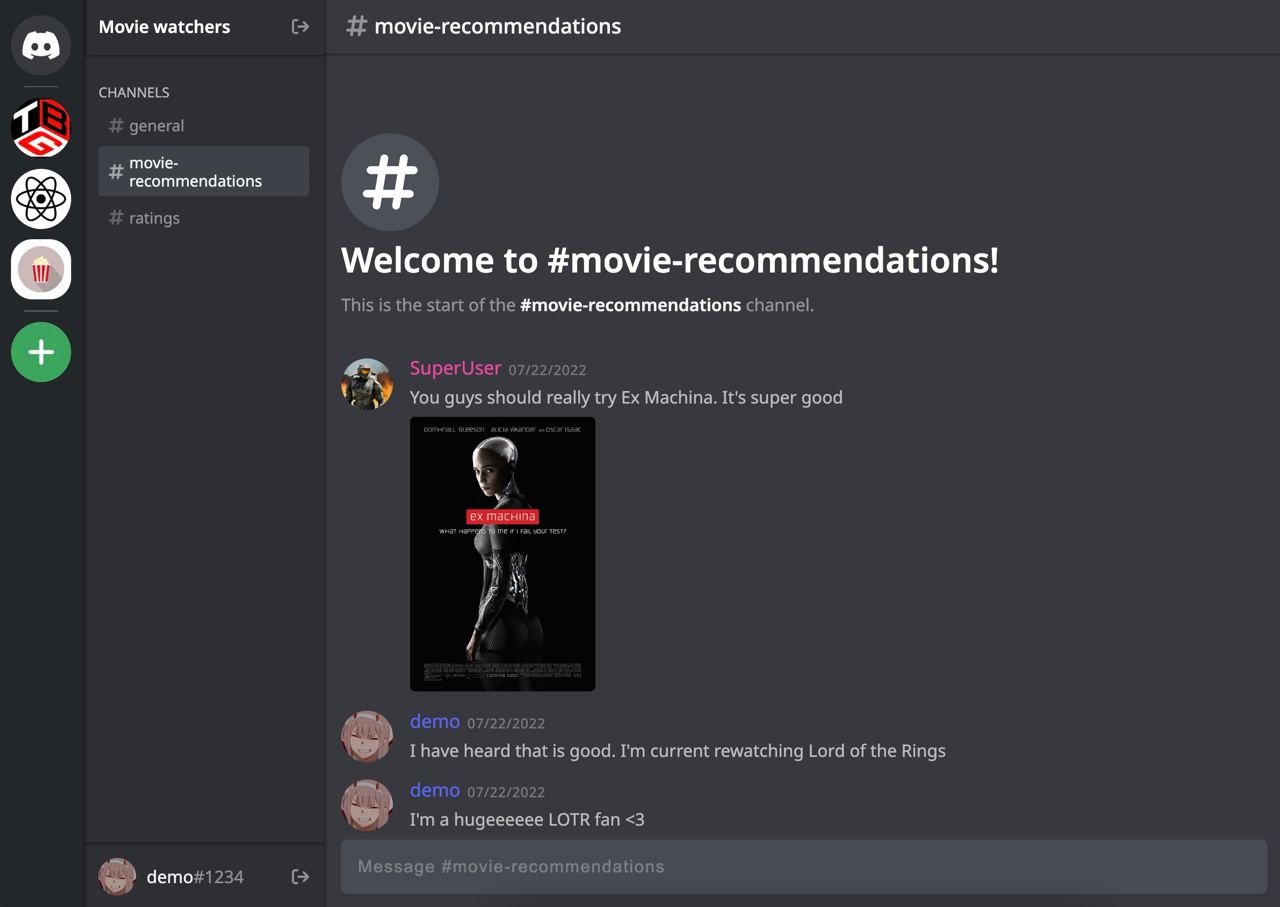 Movie watchers
CHANNELS
# general
# movie-
recommendations
# ratings
demo#1234
# movie-recommendations
#
Welcome to #movie-recommendations!
This is the start of the #movie-recommendations channel.
SuperUser 07/22/2022
You guys should really try Ex Machina. It's super good
DOMHNALL GLEESON ALICIA VIKANDER AND OSCAR ISAAC
EX MACHINA
WHAT HAPPENS TO ME IF I FAIL YOUR TEST?
COMING SOON
demo 07/22/2022
I have heard that is good. I'm current rewatching Lord of the Rings
demo 07/22/2022
I'm a hugeeeeee LOTR fan <3
Message #movie-recommendations